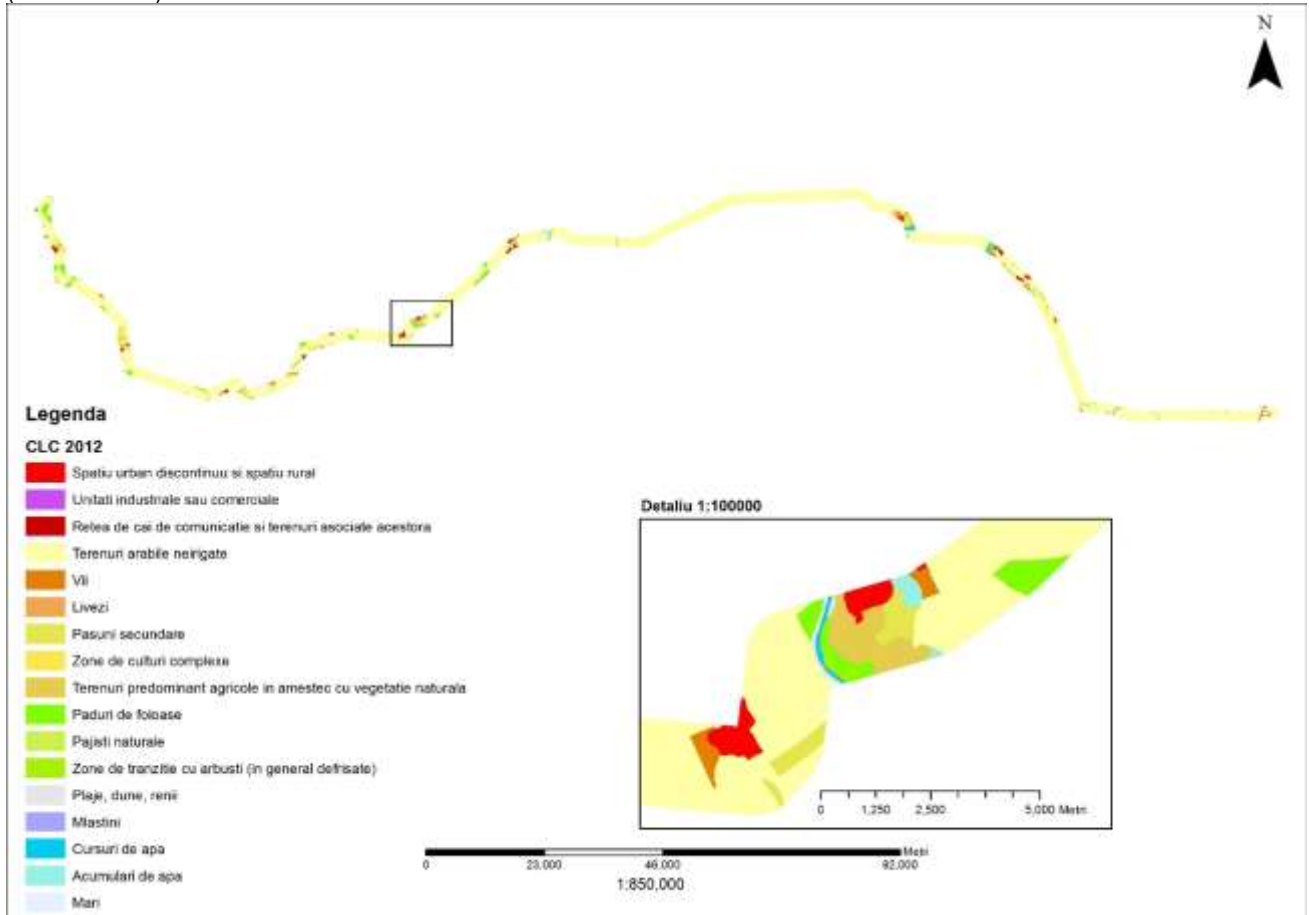 N
Legenda
CLC 2012
Spatiu urban discontinuu si spatiu rural
Unitati industriale sau comerciale
Retea de cai de comunicatie si terenuri asociate acestora
Terenuri arabile neirigate
Vii
Livezi
Pasuni secundare
Zone de culturi complexe
Terenuri predominant agricole in amestec cu vegetatie naturala
Paduri de foioase
Pajisti naturale
Zone de tranzitie cu arbusti (in general defrisate)
Plaje, dune, renii
Mlastini
Cursuri de apa
Acumulari de apa
Mari
Detaliu 1:100000
0 1,250 2,500 5,000 Metri
Metri
0 23,000 46,000 92,000
1:850,000